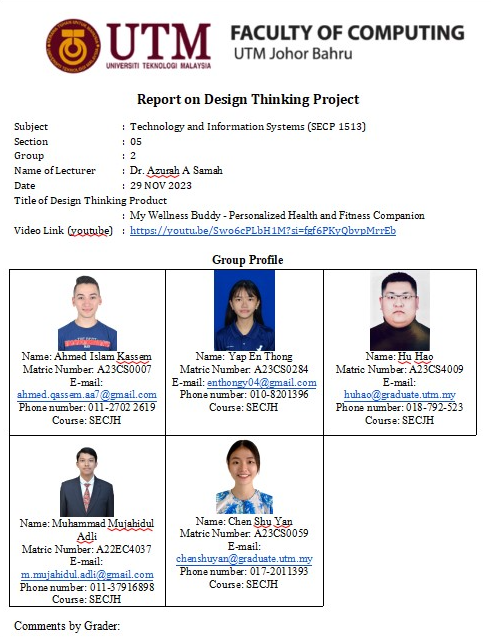 UTM
UNIVERSITI TEKNOLOGI MALAYSIA
FACULTY OF COMPUTING
UTM Johor Bahru
Report on Design Thinking Project
Subject : Technology and Information Systems (SECP 1513)
Section : 05
Group : 2
Name of Lecturer : Dr. Azurah A Samah
Date : 29 NOV 2023
Title of Design Thinking Product
: My Wellness Buddy - Personalized Health and Fitness Companion
Video Link (youtube) : https://youtu.be/Swo6cPLbH1M?si=fgf6PKyQbvpMrrEb
Group Profile
Name: Ahmed Islam Kassem
Matric Number: A23CS0007
E-mail:
ahmed.qassem.aa7@gmail.com
Phone number: 011-2702 2619
Course: SECJH
Name: Yap En Thong
Matric Number: A23CS0284
E-mail: enthongy04@gmail.com
Phone number: 010-8201396
Course: SECJH
Name: Hu Hao
Matric Number: A23CS4009
E-mail:
huhao@graduate.utm.my
Phone number: 018-792-523
Course: SECJH
Name: Muhammad Mujahidul
Adli
Matric Number: A22EC4037
E-mail:
m.mujahidul.adli@gmail.com
Phone number: 011-37916898
Course: SECJH
Name: Chen Shu Yan
Matric Number: A23CS0059
E-mail:
chenshuyan@graduate.utm.my
Phone number: 017-2011393
Course: SECJH
Comments by Grader: